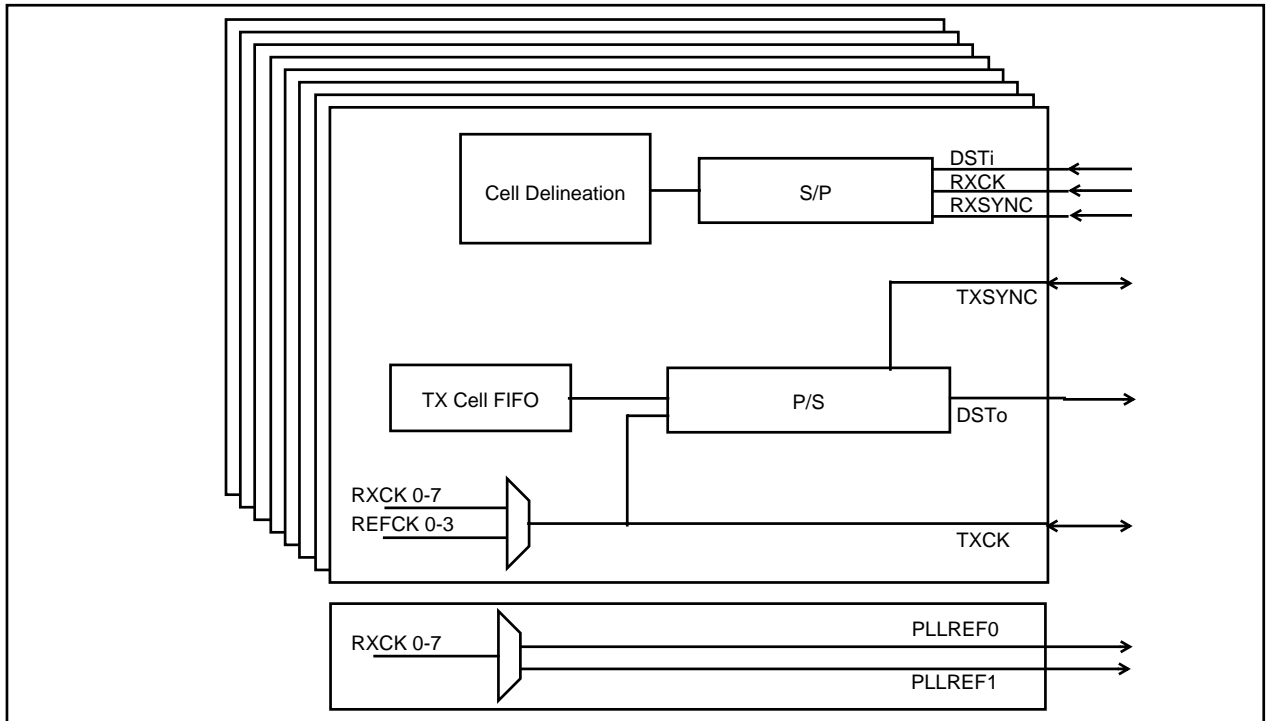 DSTi
Cell Delineation
S/P
RXCK
RXSYNC
TXSYNC
TX Cell FIFO
P/S
DSTo
RXCK 0-7
REFCK 0-3
TXCK
RXCK 0-7
PLLREF0
PLLREF1